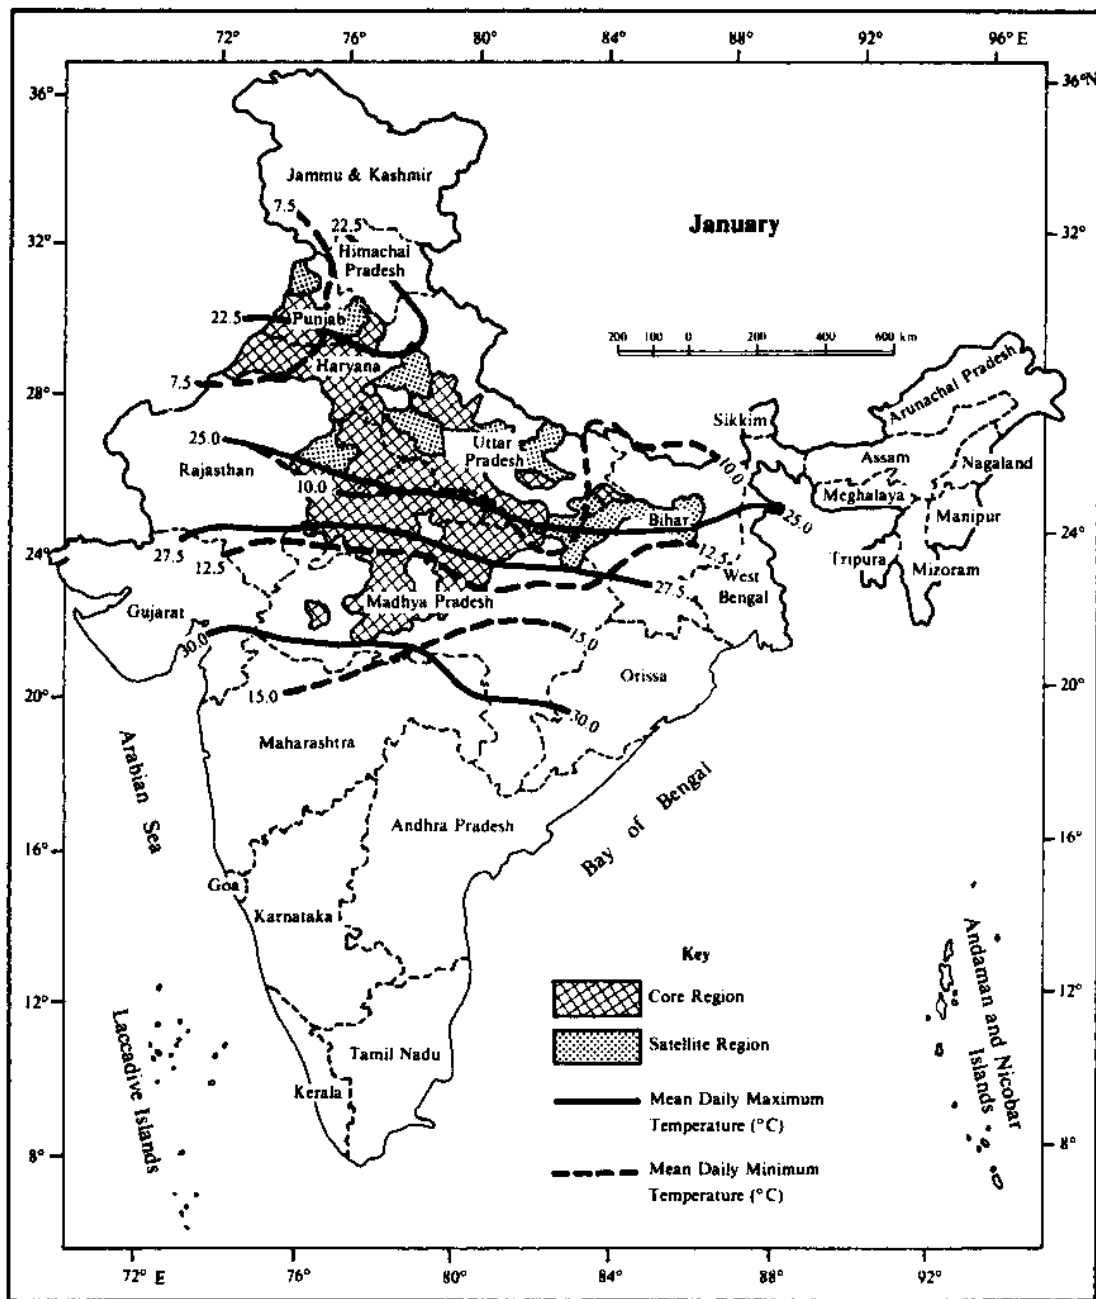 72°
76°
80°
84°
88°
92°
96° E
36°
36°N
Jammu & Kashmir
7.5
22.5
January
32°
32°
Himachal
Pradesh
22.5
Punjab
200 100 0 200 400 600 km
Haryana
7.5
28°
28°
Arunachal Pradesh
Sikkim
25.0
Uttar
Pradesh
10.0
Assam
Nagaland
Rajasthan
10.0
Meghalaya
25.0
Bihar
Manipur
24°
24°
27.5
12.5
12.5
Tripura
Mizoram
West
Bengal
27.5
Gujarat
Madhya Pradesh
30.0
15.0
Orissa
20°
20°
15.0
30.0
Maharashtra
Arabian Sea
Bay of Bengal
Andhra Pradesh
16°
16°
Goa
Karnataka
Key
Andaman and Nicobar
Islands
Core Region
12°
12°
Laccadive Islands
Satellite Region
Tamil Nadu
Kerala
Mean Daily Maximum
Temperature (°C)
8°
8°
Mean Daily Minimum
Temperature (°C)
72° E
76°
80°
84°
88°
92°